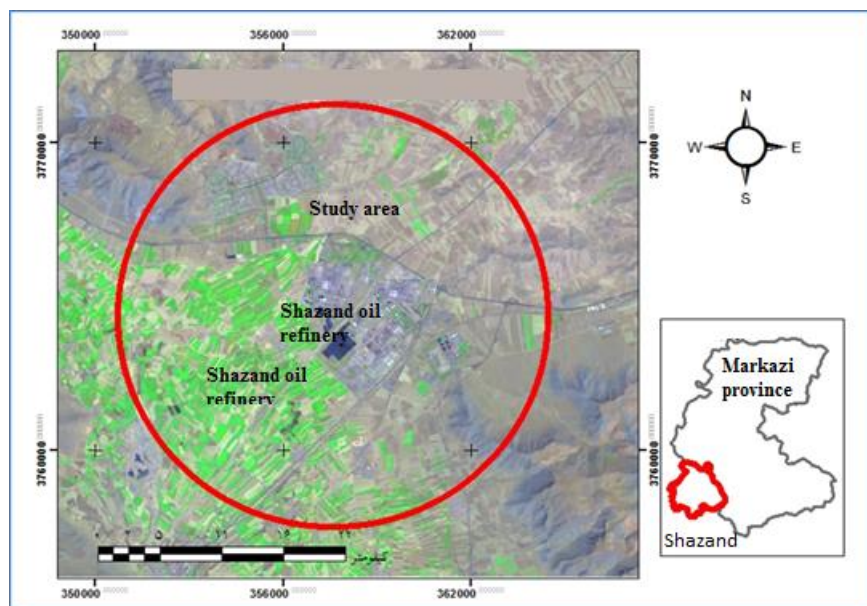 350000 356000 362000
N
3770000 3770000
W E
S
Study area
Shazand oil
refinery
Shazand oil
refinery
Markazi
province
3760000 3760000
Shazand
کیلومتر
350000 356000 362000